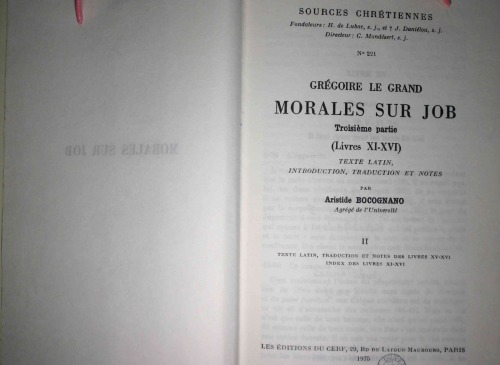 SOURCES CHRÉTIENNES
Fondateurs : H. de Lubac, s. j., et † J. Daniélou, s. j.
Directeur : C. Mondésert, s. j.
N° 221
GRÉGOIRE LE GRAND
MORALES SUR JOB
Troisième partie
(Livres XI-XVI)
TEXTE LATIN,
INTRODUCTION, TRADUCTION ET NOTES
PAR
Aristide BOCOGNANO
Agrégé de l'Université
II
TEXTE LATIN, TRADUCTION ET NOTES DES LIVRES XV-XVI
INDEX DES LIVRES XI-XVI
LES ÉDITIONS DU CERF, 29, BD DE LATOUR-MAUBOURG, PARIS
1975
MORALES SUR JOB